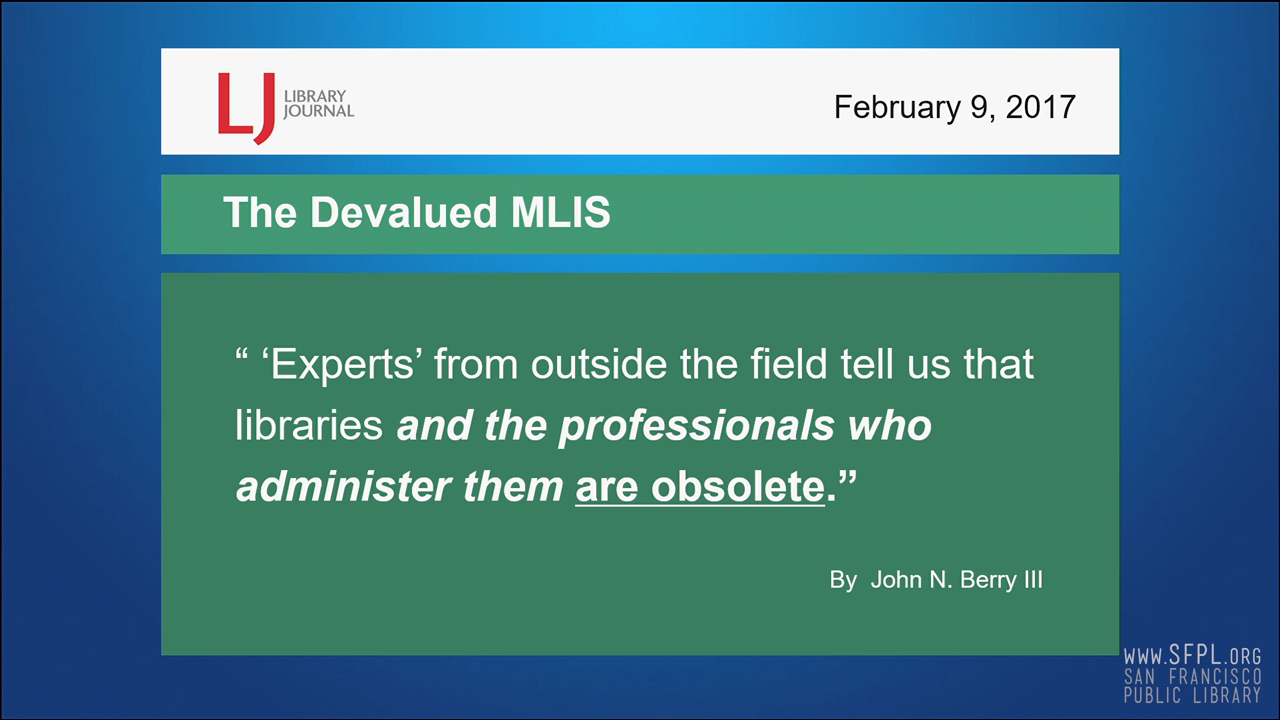 LJ LIBRARY
JOURNAL
February 9, 2017
The Devalued MLIS
“ ‘Experts’ from outside the field tell us that
libraries and the professionals who
administer them are obsolete.”
By John N. Berry III
WWW.SFPL.ORG
SAN FRANCISCO
PUBLIC LIBRARY